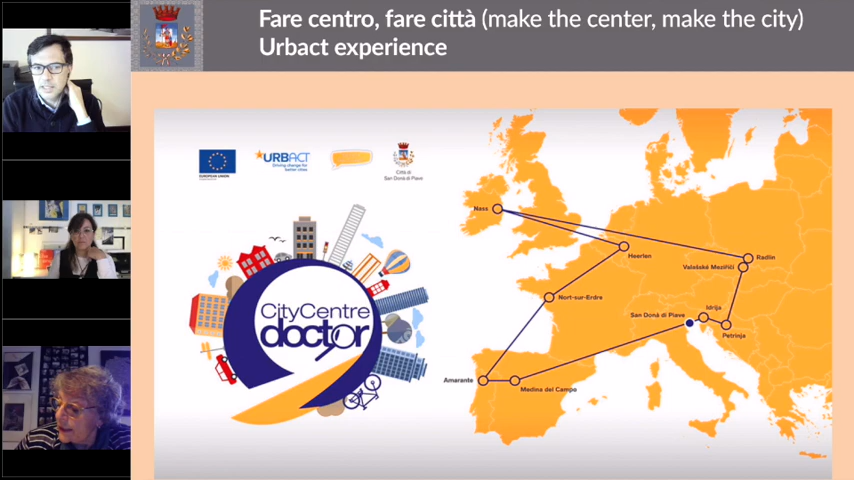 Fare centro, fare città (make the center, make the city)
Urbact experience
EUROPEAN UNION
URBACT
Driving change for
better cities
Città di
San Donà di Piave
CityCentre
doctor
Nass
Heerlen
Radlin
Valašské Meziříčí
Nort-sur-Erdre
Idrija
San Donà di Piave
Petrinja
Amarante
Medina del Campo